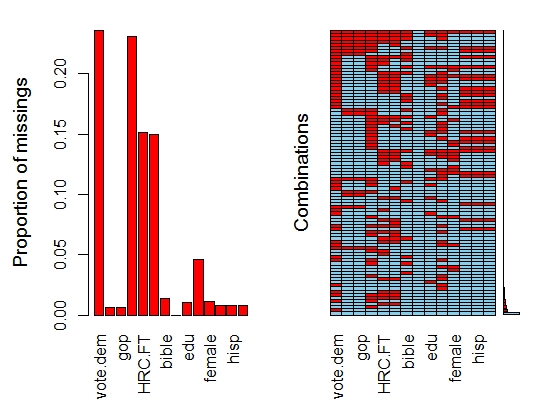 Proportion of missings
0.00
0.05
0.10
0.15
0.20
vote.dem
gop
HRC.FT
bible
edu
female
hisp
Combinations
vote.dem
gop
HRC.FT
bible
edu
female
hisp